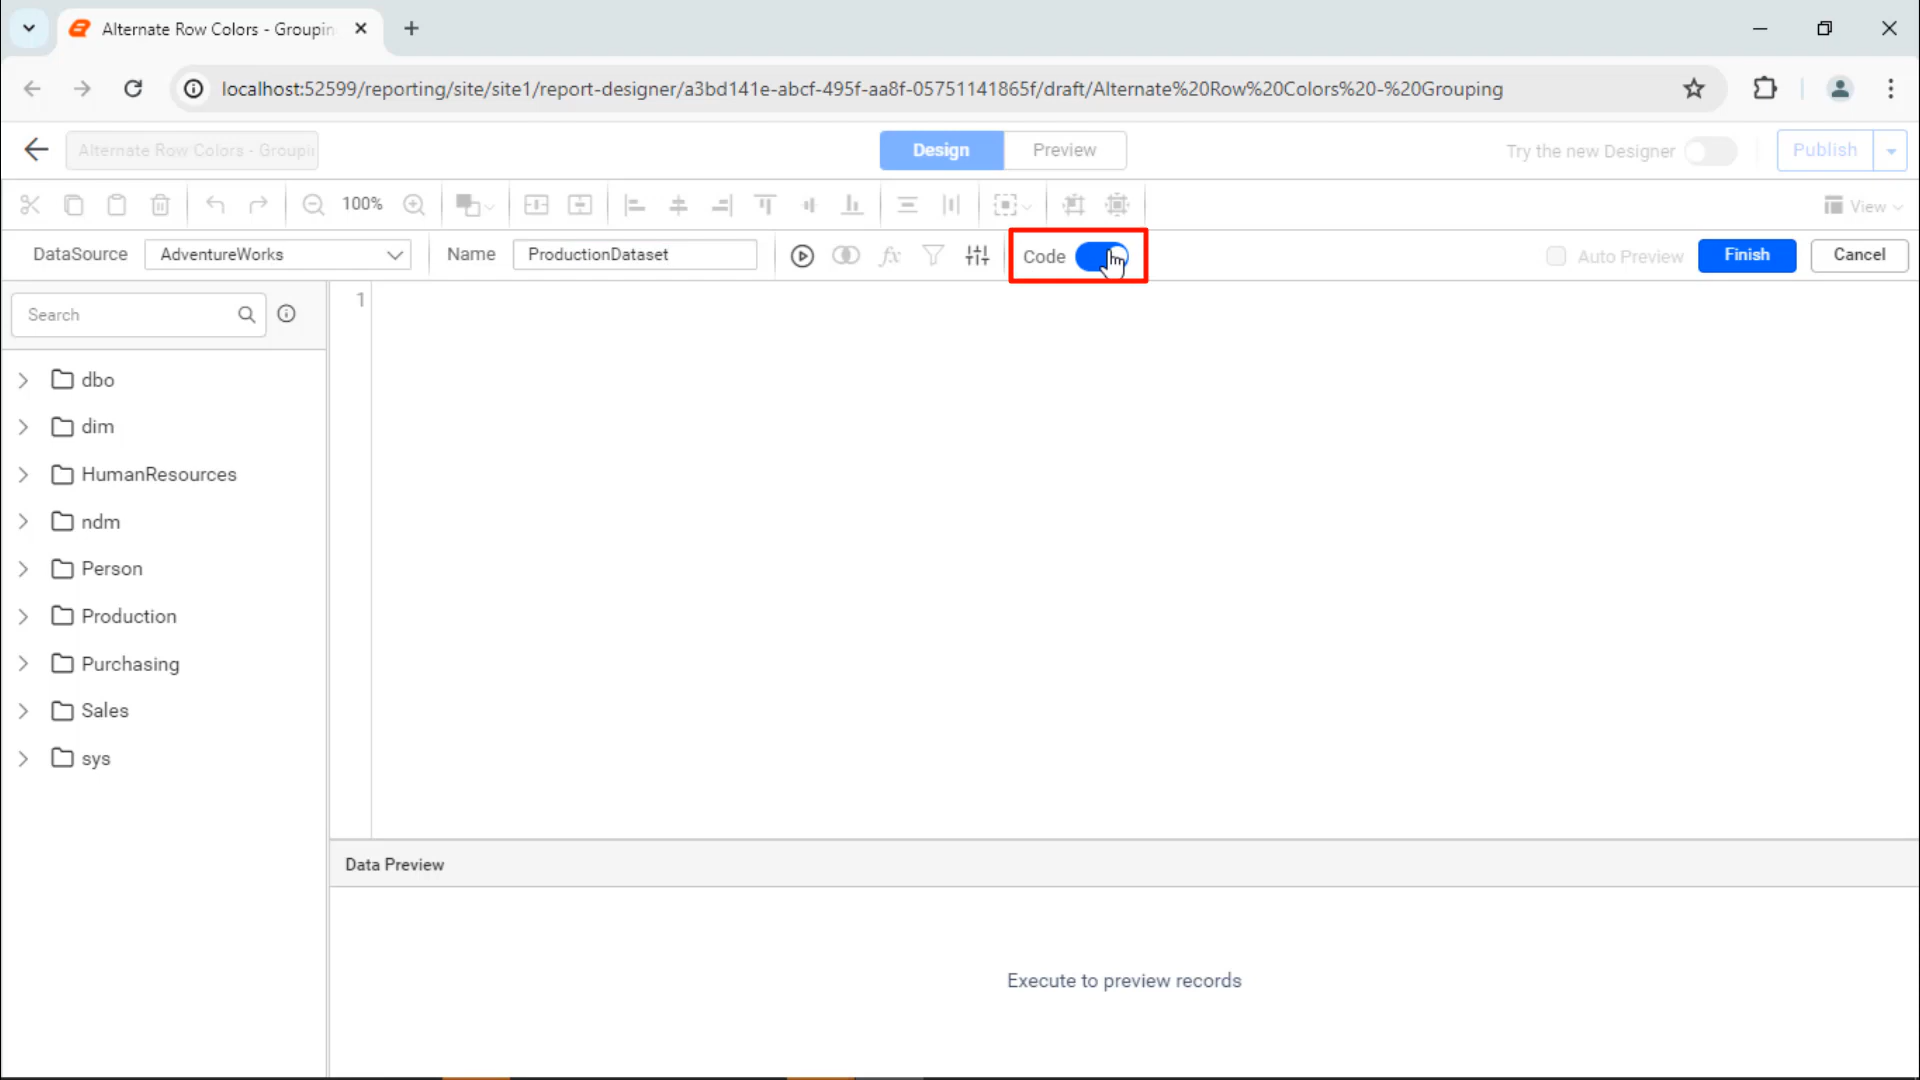 Alternate Row Colors - Groupin
localhost:52599/reporting/site/site1/report-designer/a3bd141e-abcf-495f-aa8f-05751141865f/draft/Alternate%20Row%20Colors%20-%20Grouping
Alternate Row Colors - Groupin
Design
Preview
Try the new Designer
Publish
100%
View
DataSource
AdventureWorks
Name
ProductionDataset
fx
Code
Auto Preview
Finish
Cancel
Search
1
dbo
dim
HumanResources
ndm
Person
Production
Purchasing
Sales
sys
Data Preview
Execute to preview records